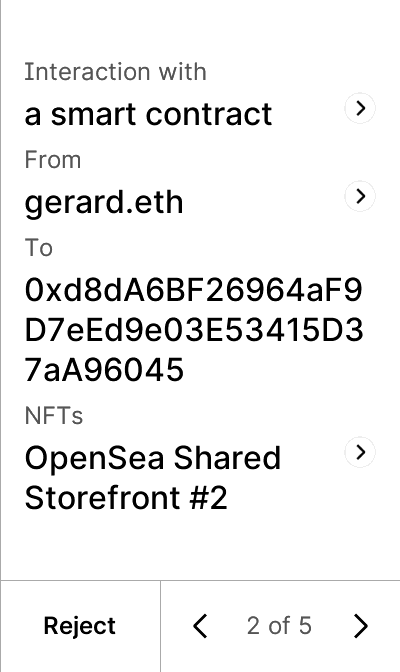 Interaction with
a smart contract
From
gerard.eth
To
0xd8dA6BF26964aF9
D7eEd9e03E53415D3
7aA96045
NFTs
OpenSea Shared
Storefront #2
Reject
2 of 5